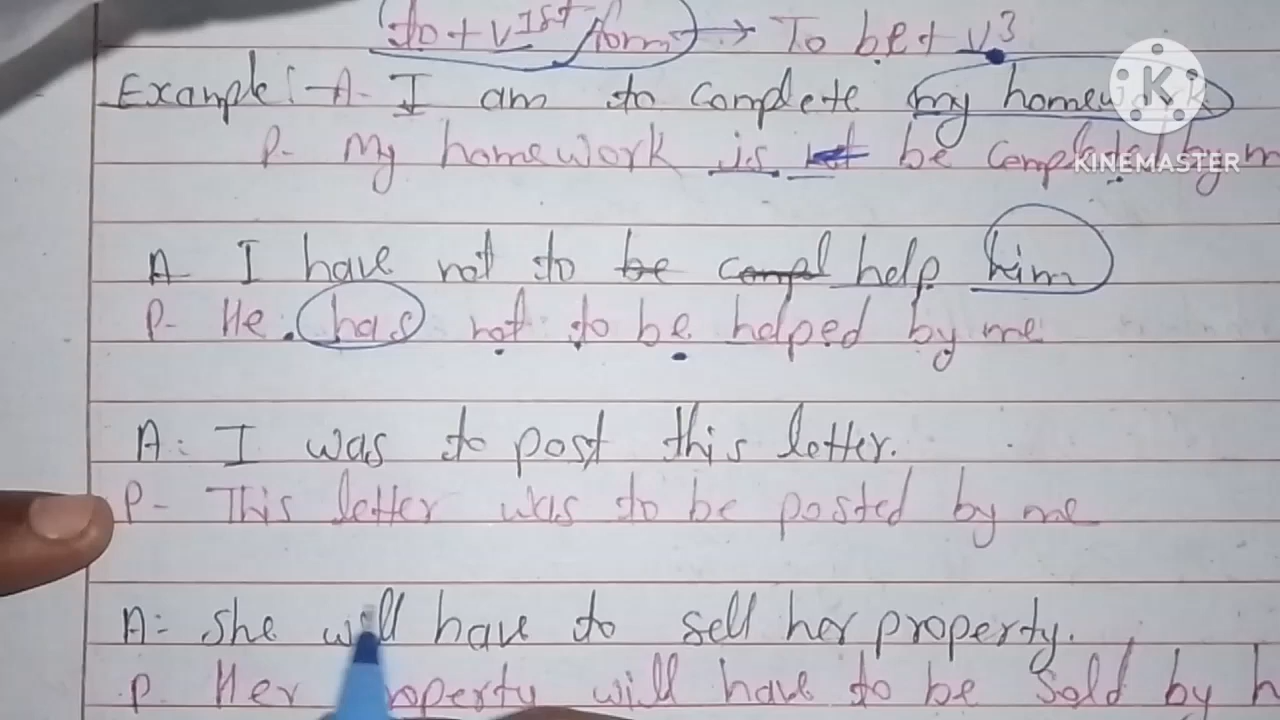 to + v 1st form → To be + v3
Example:- A- I am to complete my homework
P- My homework is be completed by m
A I have not to be compl help him
P- He has not to be helped by me
A: I was to post this letter.
P- This letter was to be posted by me
A:- She will have to sell her property.
P. Her property will have to be sold by h
K
KINEMASTER